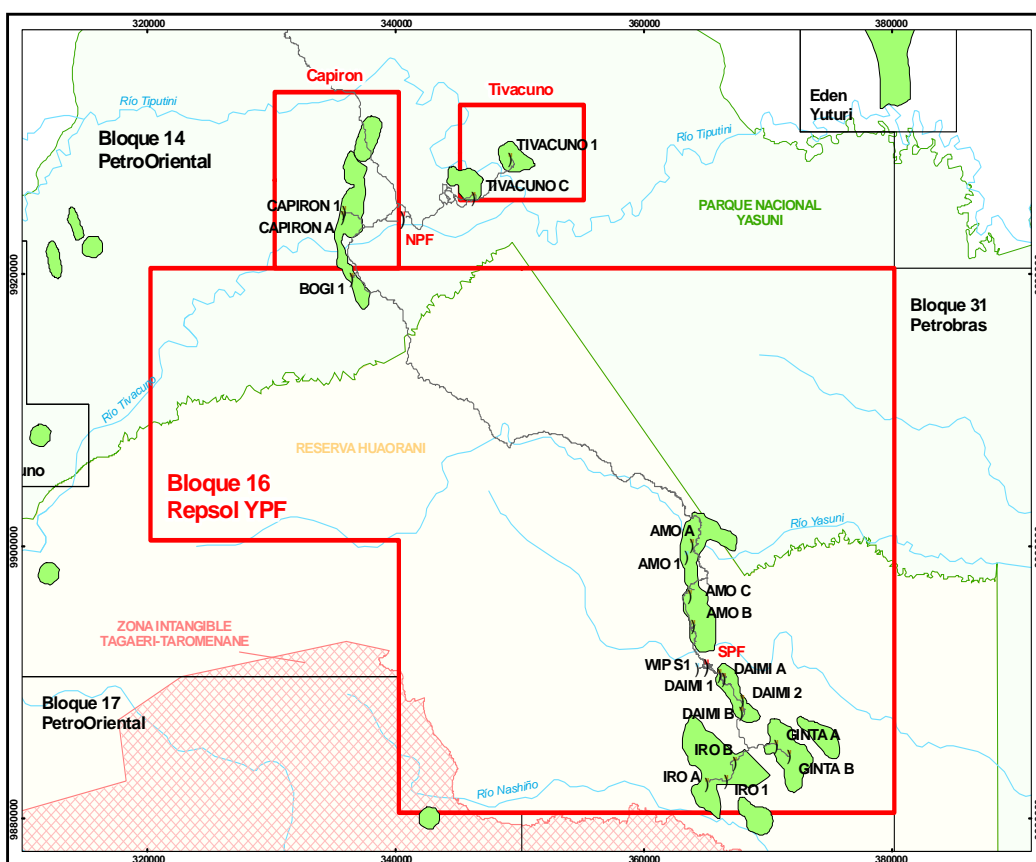 320000
340000
360000
380000
Capiron
Tivacuno
Río Tiputini
Eden
Yuturi
Bloque 14
PetroOriental
Río Tiputini
TIVACUNO 1
TIVACUNO C
PARQUE NACIONAL
YASUNI
CAPIRON 1
CAPIRON A
NPF
BOGI 1
9920000
Bloque 31
Petrobras
Río Tivacuno
RESERVA HUAORANI
uno
Bloque 16
Repsol YPF
AMO A
Río Yasuni
9900000
AMO 1
AMO C
AMO B
ZONA INTANGIBLE
TAGAERI-TAROMENANE
SPF
WIPS1
DAIMI A
DAIMI 1
DAIMI 2
Bloque 17
PetroOriental
DAIMI B
GINTA A
IRO B
GINTA B
IRO A
IRO 1
Río Nashiño
9880000
320000
340000
360000
380000